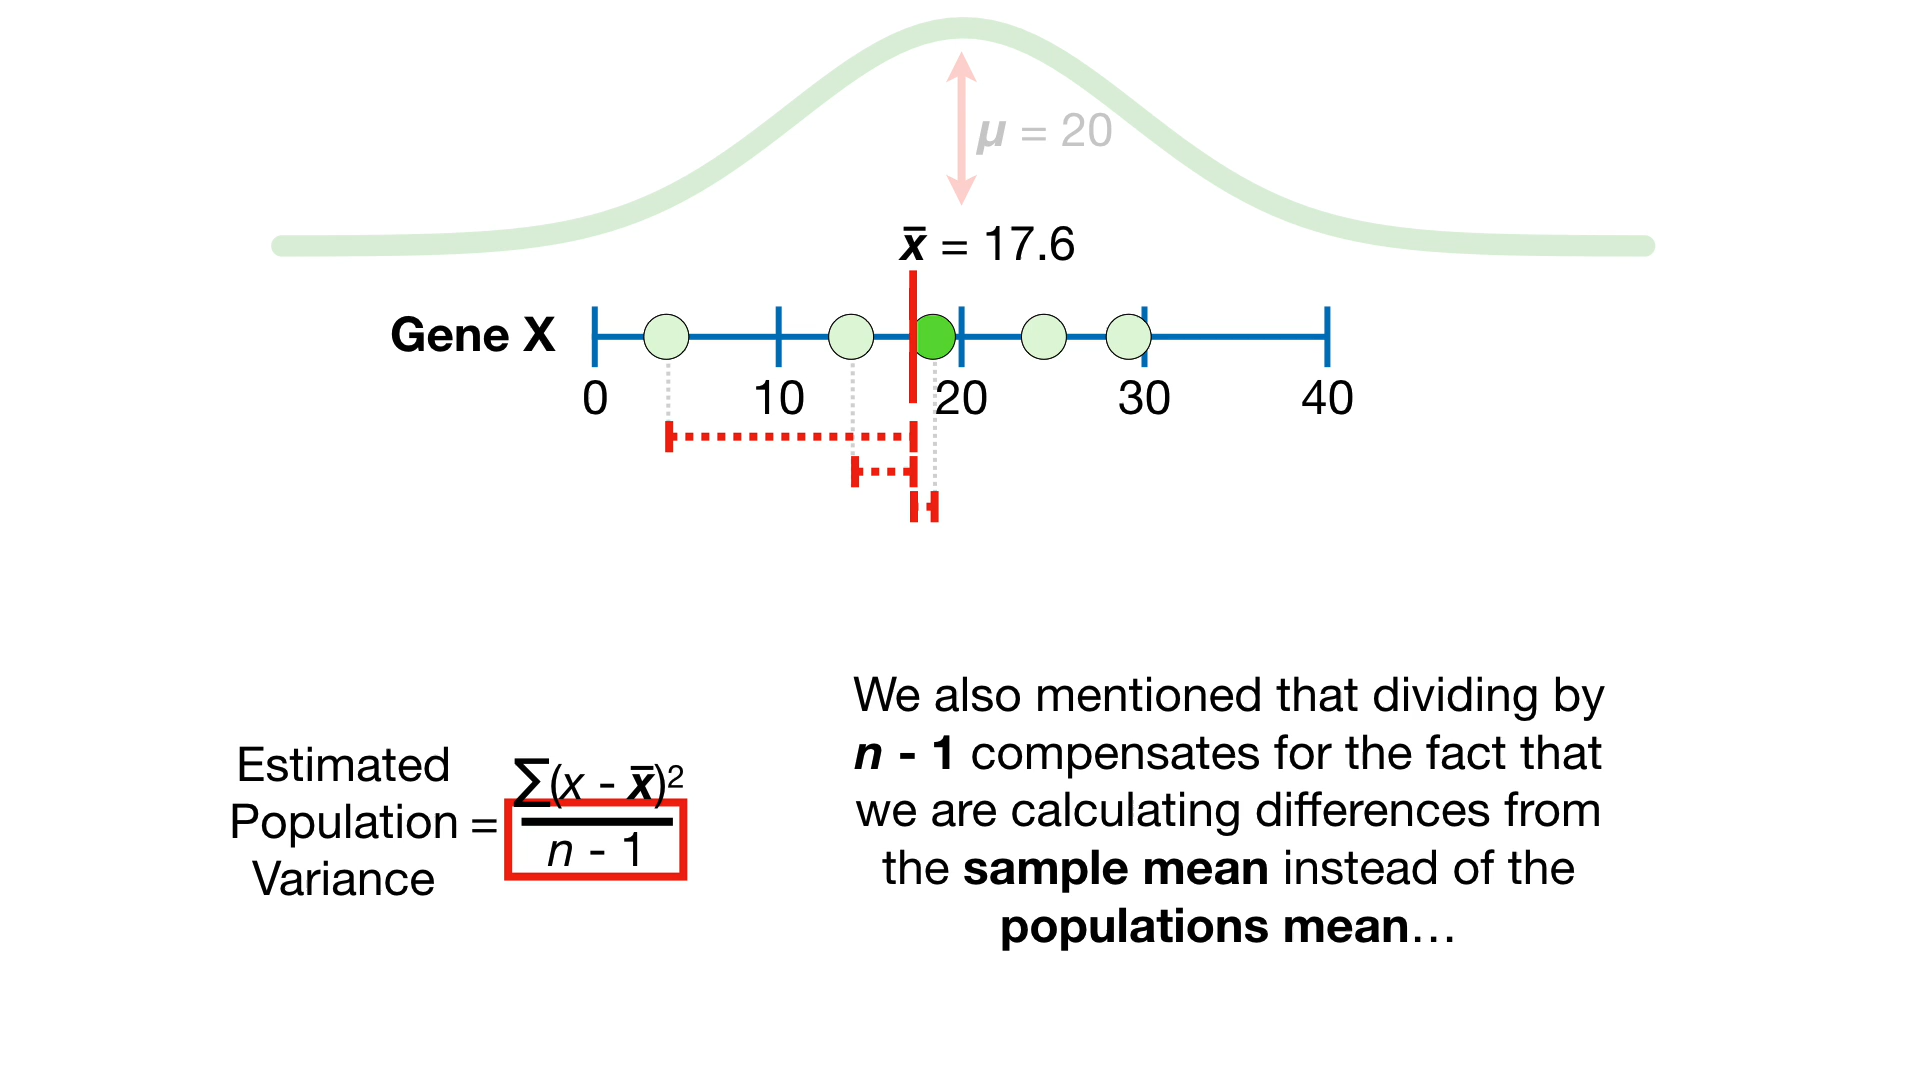 μ = 20
x̄ = 17.6
Gene X
0 10 20 30 40
Estimated
Population
Variance
=
∑(x - x̄)²
n - 1
We also mentioned that dividing by
n - 1 compensates for the fact that
we are calculating differences from
the sample mean instead of the
populations mean…